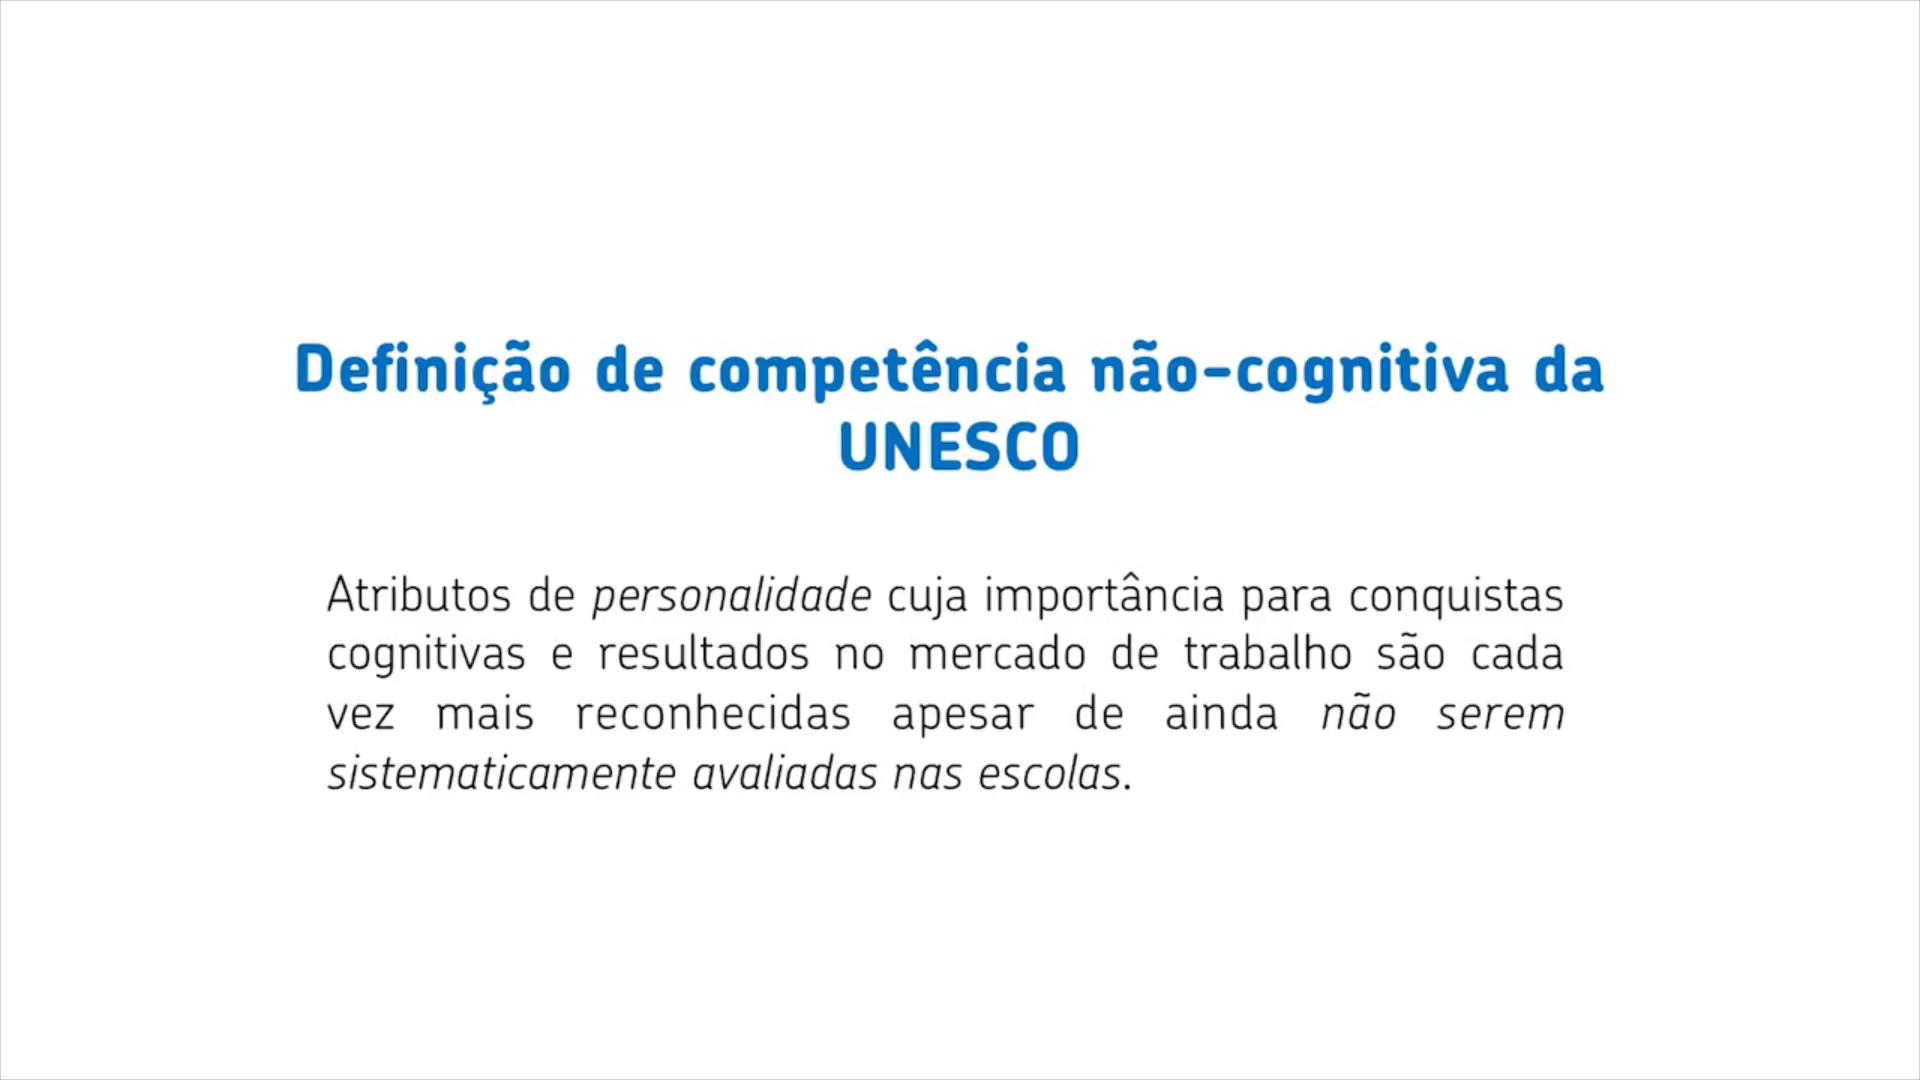 Definição de competência não-cognitiva da
UNESCO
Atributos de personalidade cuja importância para conquistas
cognitivas e resultados no mercado de trabalho são cada
vez mais reconhecidas apesar de ainda não serem
sistematicamente avaliadas nas escolas.